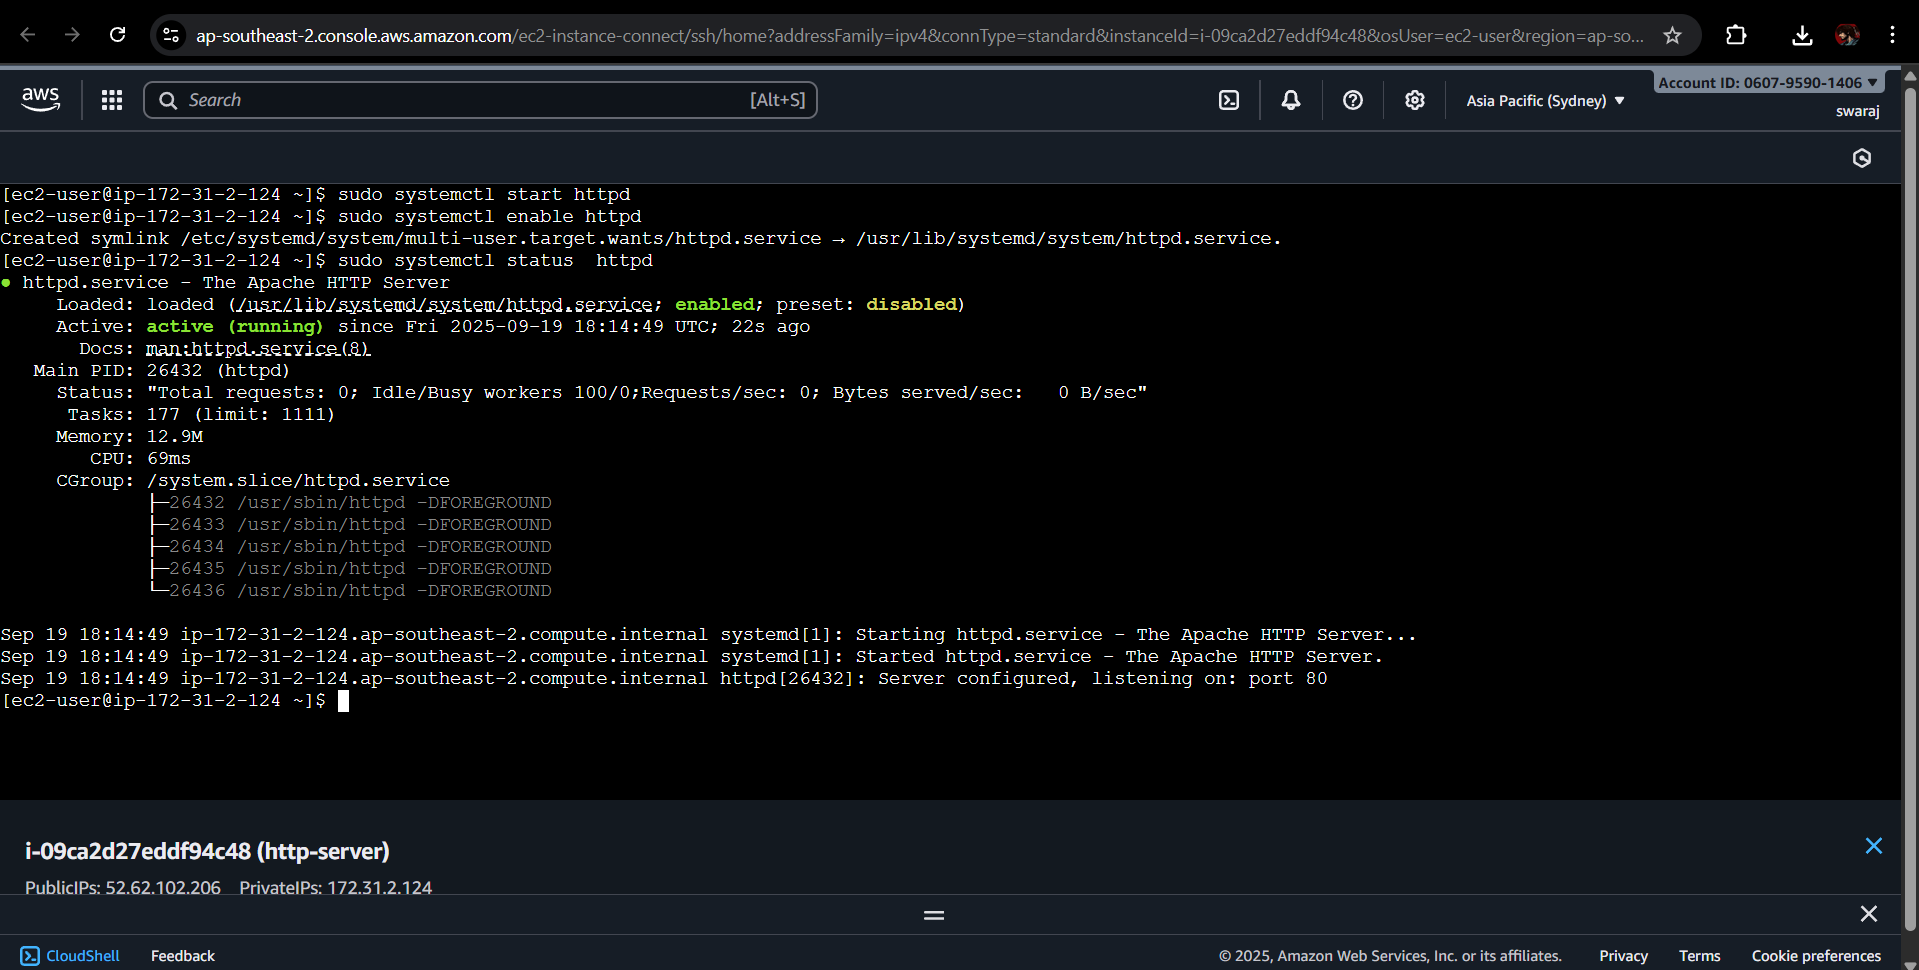 ap-southeast-2.console.aws.amazon.com/ec2-instance-connect/ssh/home?addressFamily=ipv4&connType=standard&instanceId=i-09ca2d27eddf94c48&osUser=ec2-user&region=ap-so...
aws
Search [Alt+S]
Asia Pacific (Sydney) ▼
Account ID: 0607-9590-1406 ▼
swaraj
[ec2-user@ip-172-31-2-124 ~]$ sudo systemctl start httpd
[ec2-user@ip-172-31-2-124 ~]$ sudo systemctl enable httpd
Created symlink /etc/systemd/system/multi-user.target.wants/httpd.service → /usr/lib/systemd/system/httpd.service.
[ec2-user@ip-172-31-2-124 ~]$ sudo systemctl status  httpd
● httpd.service - The Apache HTTP Server
     Loaded: loaded (/usr/lib/systemd/system/httpd.service; enabled; preset: disabled)
     Active: active (running) since Fri 2025-09-19 18:14:49 UTC; 22s ago
       Docs: man:httpd.service(8)
   Main PID: 26432 (httpd)
     Status: "Total requests: 0; Idle/Busy workers 100/0;Requests/sec: 0; Bytes served/sec:   0 B/sec"
      Tasks: 177 (limit: 1111)
     Memory: 12.9M
        CPU: 69ms
     CGroup: /system.slice/httpd.service
             ├─26432 /usr/sbin/httpd -DFOREGROUND
             ├─26433 /usr/sbin/httpd -DFOREGROUND
             ├─26434 /usr/sbin/httpd -DFOREGROUND
             ├─26435 /usr/sbin/httpd -DFOREGROUND
             └─26436 /usr/sbin/httpd -DFOREGROUND
Sep 19 18:14:49 ip-172-31-2-124.ap-southeast-2.compute.internal systemd[1]: Starting httpd.service - The Apache HTTP Server...
Sep 19 18:14:49 ip-172-31-2-124.ap-southeast-2.compute.internal systemd[1]: Started httpd.service - The Apache HTTP Server.
Sep 19 18:14:49 ip-172-31-2-124.ap-southeast-2.compute.internal httpd[26432]: Server configured, listening on: port 80
[ec2-user@ip-172-31-2-124 ~]$
i-09ca2d27eddf94c48 (http-server)
PublicIPs: 52.62.102.206 PrivateIPs: 172.31.2.124
CloudShell Feedback © 2025, Amazon Web Services, Inc. or its affiliates. Privacy Terms Cookie preferences